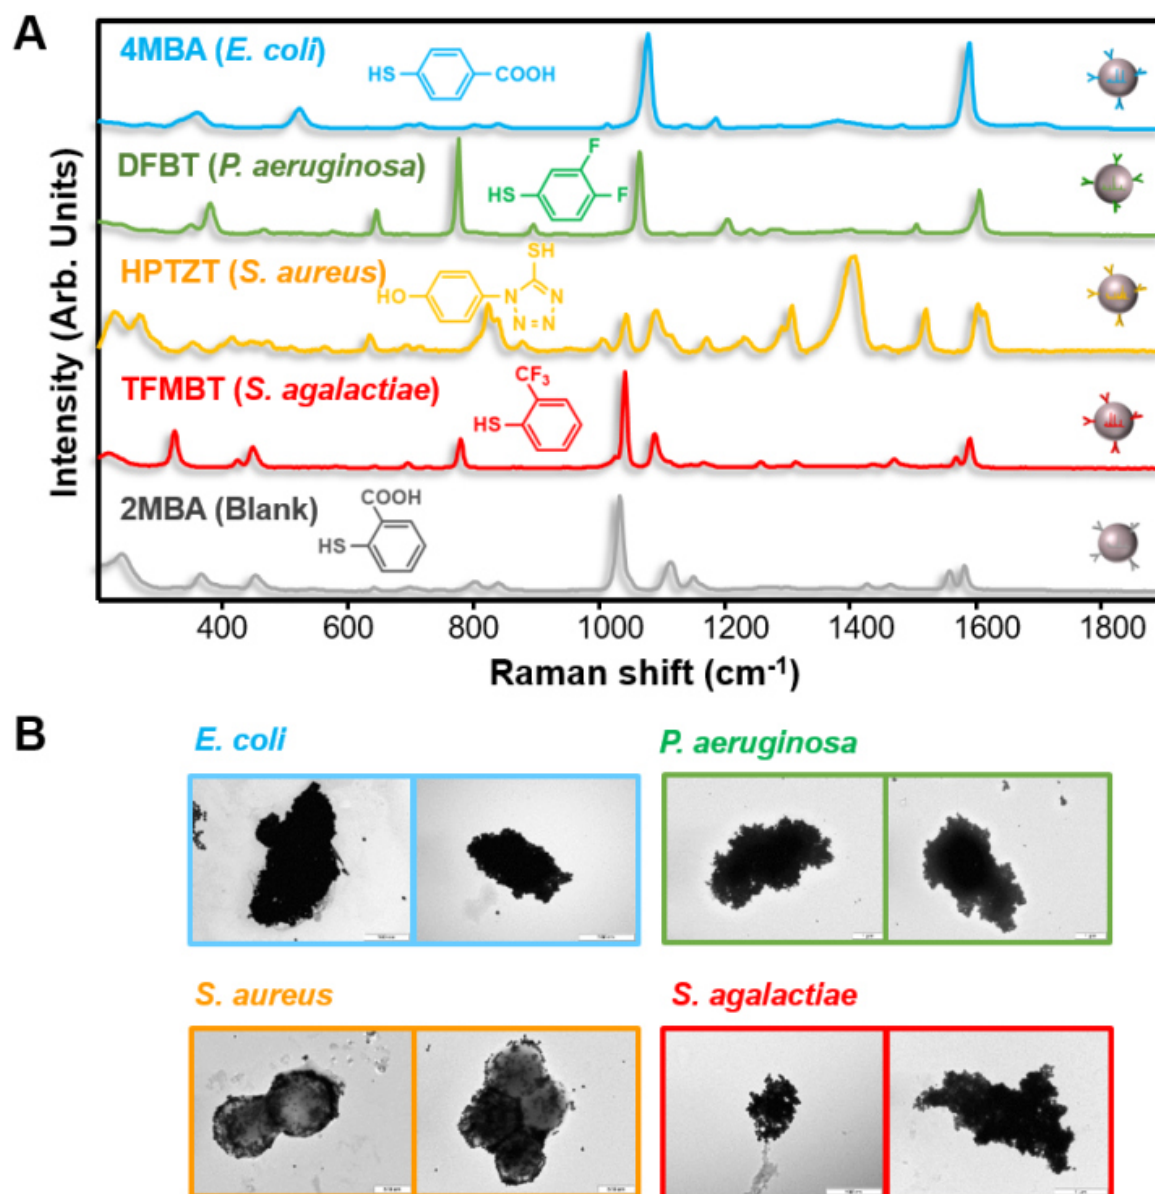 A
4MBA (E. coli)
HS
COOH
DFBT (P. aeruginosa)
F
HS
F
SH
HPTZT (S. aureus)
HO
N
N
N=N
CF3
TFMBT (S. agalactiae)
HS
COOH
2MBA (Blank)
HS
Intensity (Arb. Units)
400 600 800 1000 1200 1400 1600 1800
Raman shift (cm-1)
B
E. coli
P. aeruginosa
S. aureus
S. agalactiae